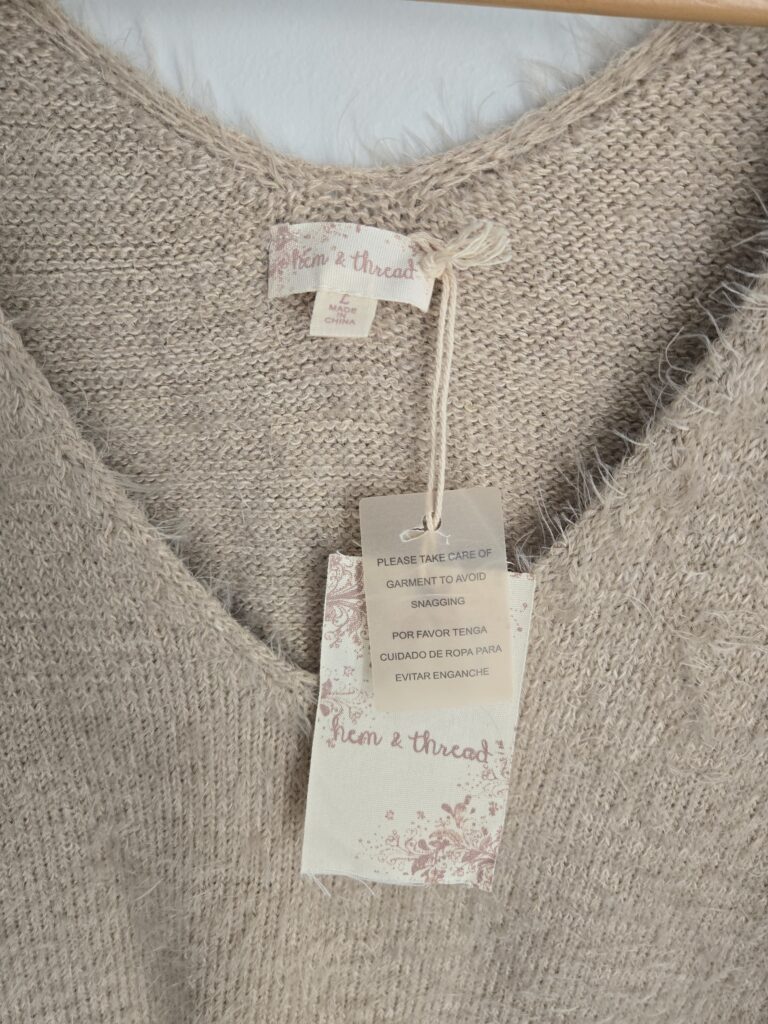 hem & thread
L
MADE
IN
CHINA
PLEASE TAKE CARE OF
GARMENT TO AVOID
SNAGGING
POR FAVOR TENGA
CUIDADO DE ROPA PARA
EVITAR ENGANCHE
hem & thread